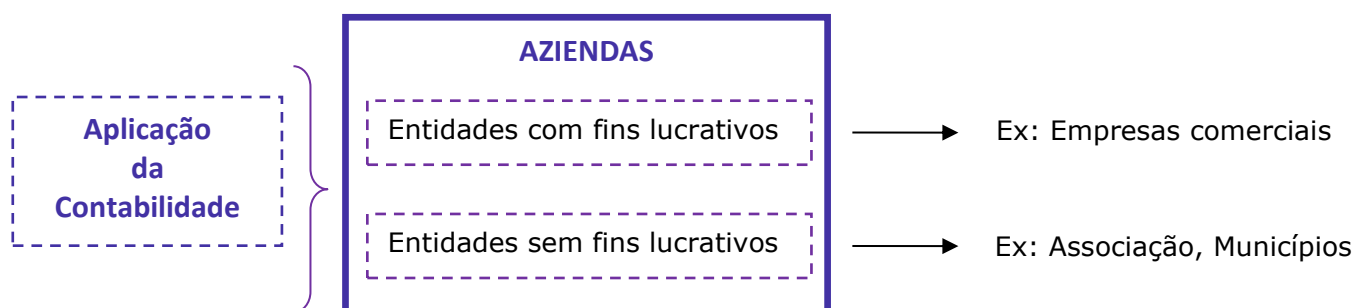 AZIENDAS
Aplicação
da
Contabilidade
Entidades com fins lucrativos
Ex: Empresas comerciais
Entidades sem fins lucrativos
Ex: Associação, Municípios